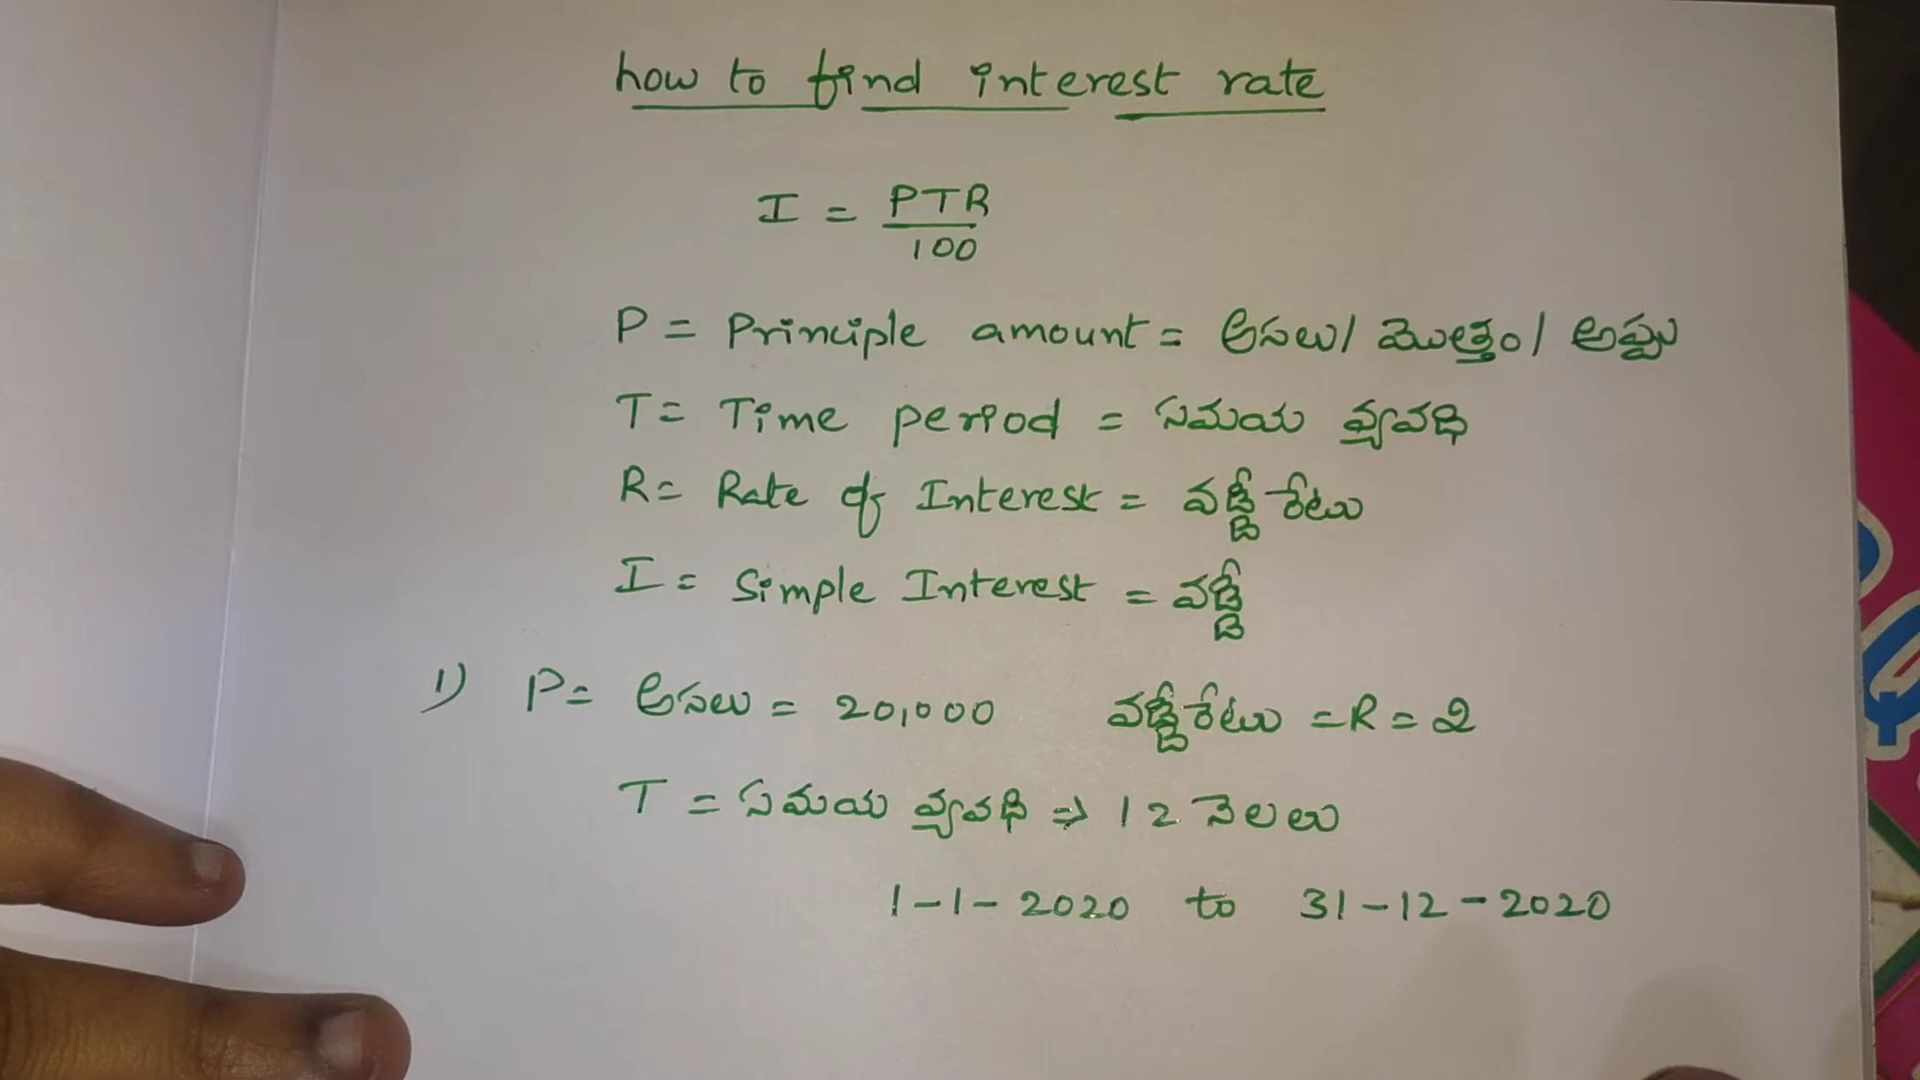 how to find interest rate
I = PTR
100
P = Principle amount = అసలు / మొత్తం / అప్పు
T = Time period = సమయ వ్యవధి
R = Rate of Interest = వడ్డీ రేటు
I = Simple Interest = వడ్డీ
1) P = అసలు = 20,000 వడ్డీరేటు = R = 2
T = సమయ వ్యవధి ⇒ 12 నెలలు
1-1-2020 to 31-12-2020